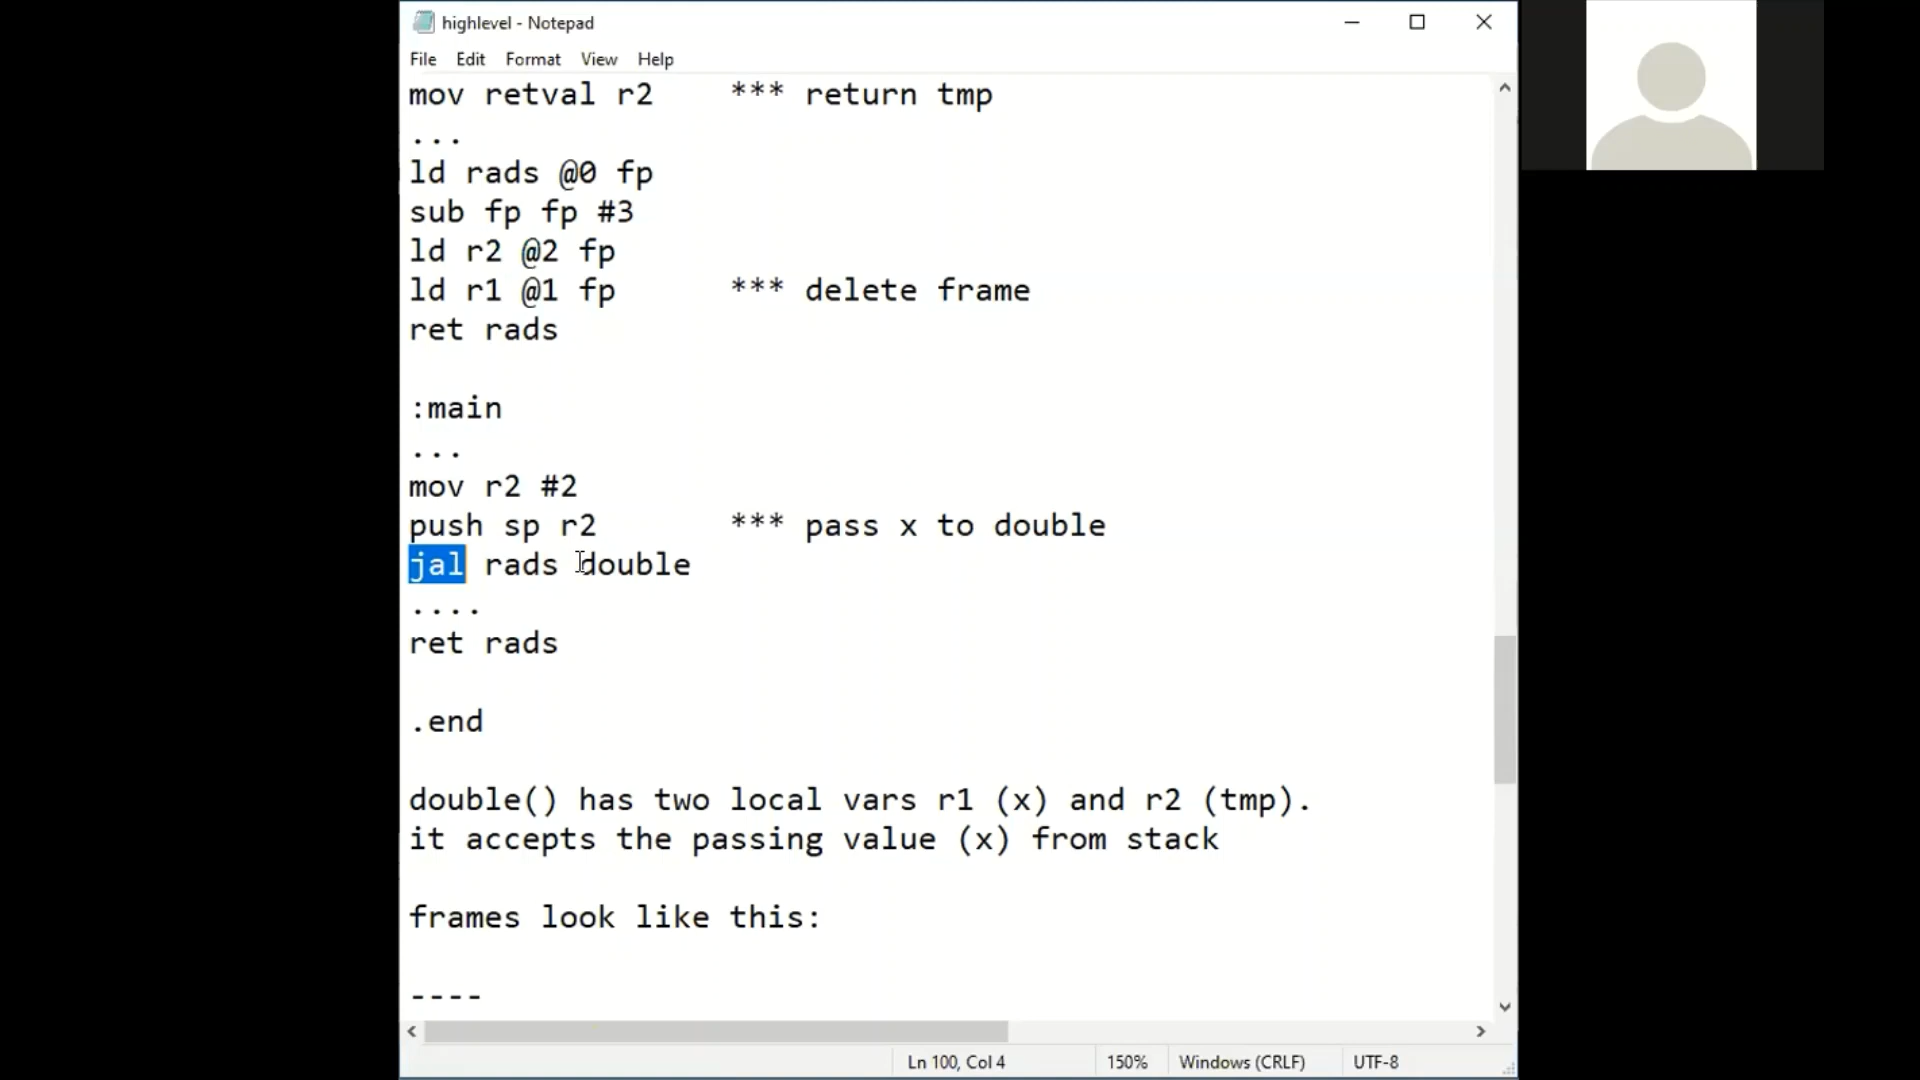 highlevel - Notepad
File Edit Format View Help
mov retval r2 *** return tmp
...
ld rads @0 fp
sub fp fp #3
ld r2 @2 fp
ld r1 @1 fp *** delete frame
ret rads
:main
...
mov r2 #2
push sp r2 *** pass x to double
jal rads double
....
ret rads
.end
double() has two local vars r1 (x) and r2 (tmp).
it accepts the passing value (x) from stack
frames look like this:
----
Ln 100, Col 4 150% Windows (CRLF) UTF-8